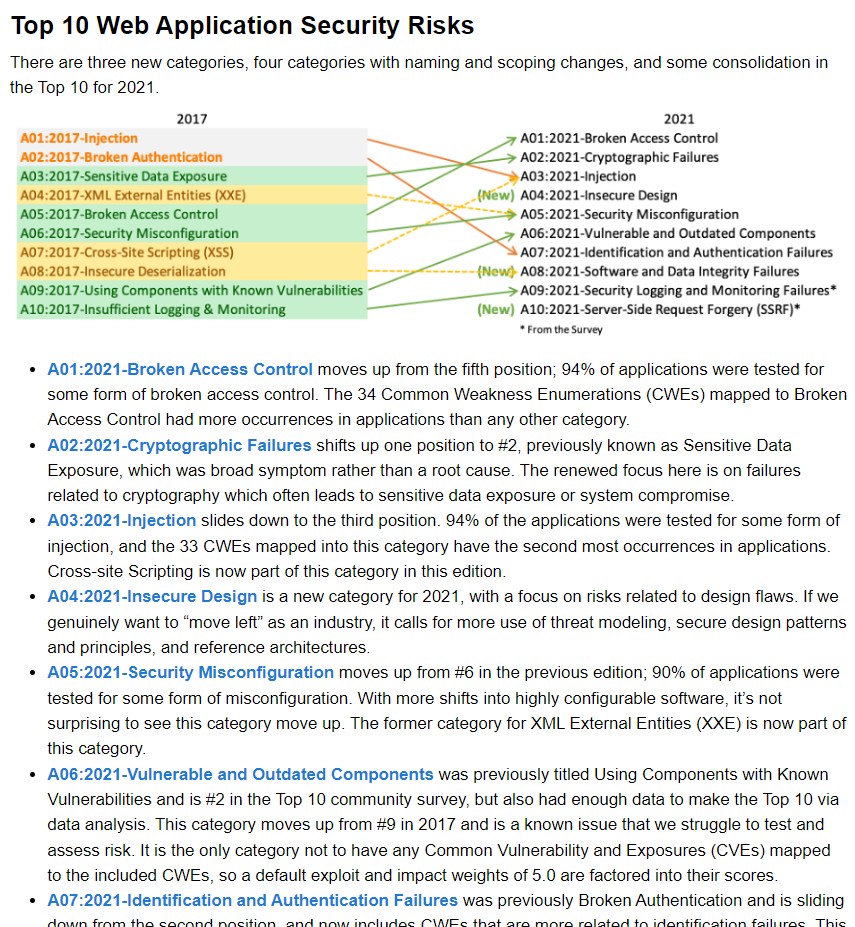 Top 10 Web Application Security Risks
There are three new categories, four categories with naming and scoping changes, and some consolidation in
the Top 10 for 2021.
2017
2021
A01:2017-Injection
A02:2017-Broken Authentication
A03:2017-Sensitive Data Exposure
A04:2017-XML External Entities (XXE)
A05:2017-Broken Access Control
A06:2017-Security Misconfiguration
A07:2017-Cross-Site Scripting (XSS)
A08:2017-Insecure Deserialization
A09:2017-Using Components with Known Vulnerabilities
A10:2017-Insufficient Logging & Monitoring
A01:2021-Broken Access Control
A02:2021-Cryptographic Failures
A03:2021-Injection
(New) A04:2021-Insecure Design
A05:2021-Security Misconfiguration
A06:2021-Vulnerable and Outdated Components
A07:2021-Identification and Authentication Failures
(New) A08:2021-Software and Data Integrity Failures
A09:2021-Security Logging and Monitoring Failures*
(New) A10:2021-Server-Side Request Forgery (SSRF)*
* From the Survey
• A01:2021-Broken Access Control moves up from the fifth position; 94% of applications were tested for
some form of broken access control. The 34 Common Weakness Enumerations (CWEs) mapped to Broken
Access Control had more occurrences in applications than any other category.
• A02:2021-Cryptographic Failures shifts up one position to #2, previously known as Sensitive Data
Exposure, which was broad symptom rather than a root cause. The renewed focus here is on failures
related to cryptography which often leads to sensitive data exposure or system compromise.
• A03:2021-Injection slides down to the third position. 94% of the applications were tested for some form of
injection, and the 33 CWEs mapped into this category have the second most occurrences in applications.
Cross-site Scripting is now part of this category in this edition.
• A04:2021-Insecure Design is a new category for 2021, with a focus on risks related to design flaws. If we
genuinely want to “move left” as an industry, it calls for more use of threat modeling, secure design patterns
and principles, and reference architectures.
• A05:2021-Security Misconfiguration moves up from #6 in the previous edition; 90% of applications were
tested for some form of misconfiguration. With more shifts into highly configurable software, it’s not
surprising to see this category move up. The former category for XML External Entities (XXE) is now part of
this category.
• A06:2021-Vulnerable and Outdated Components was previously titled Using Components with Known
Vulnerabilities and is #2 in the Top 10 community survey, but also had enough data to make the Top 10 via
data analysis. This category moves up from #9 in 2017 and is a known issue that we struggle to test and
assess risk. It is the only category not to have any Common Vulnerability and Exposures (CVEs) mapped
to the included CWEs, so a default exploit and impact weights of 5.0 are factored into their scores.
• A07:2021-Identification and Authentication Failures was previously Broken Authentication and is sliding
down from the second position, and now includes CWEs that are more related to identification failures. This